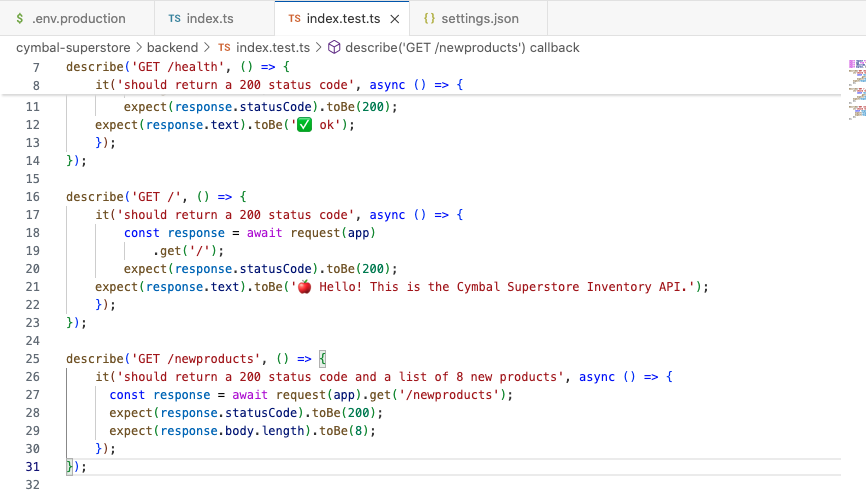 $ .env.production TS index.ts TS index.test.ts × {} settings.json
cymbal-superstore > backend > TS index.test.ts > describe('GET /newproducts') callback
7 describe('GET /health', () => {
8 it('should return a 200 status code', async () => {
11 expect(response.statusCode).toBe(200);
12 expect(response.text).toBe('✅ ok');
13 });
14 });
15
16 describe('GET /', () => {
17 it('should return a 200 status code', async () => {
18 const response = await request(app)
19 .get('/');
20 expect(response.statusCode).toBe(200);
21 expect(response.text).toBe('🍎 Hello! This is the Cymbal Superstore Inventory API.');
22 });
23 });
24
25 describe('GET /newproducts', () => {
26 it('should return a 200 status code and a list of 8 new products', async () => {
27 const response = await request(app).get('/newproducts');
28 expect(response.statusCode).toBe(200);
29 expect(response.body.length).toBe(8);
30 });
31 });
32